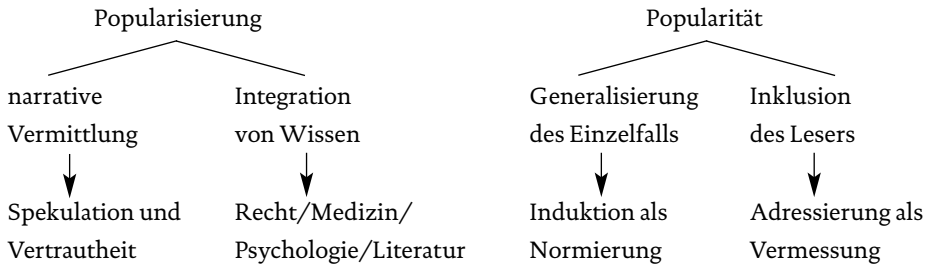 Popularisierung
Popularität
narrative
Vermittlung
Integration
von Wissen
Generalisierung
des Einzelfalls
Inklusion
des Lesers
Spekulation und
Vertrautheit
Recht/Medizin/
Psychologie/Literatur
Induktion als
Normierung
Adressierung als
Vermessung